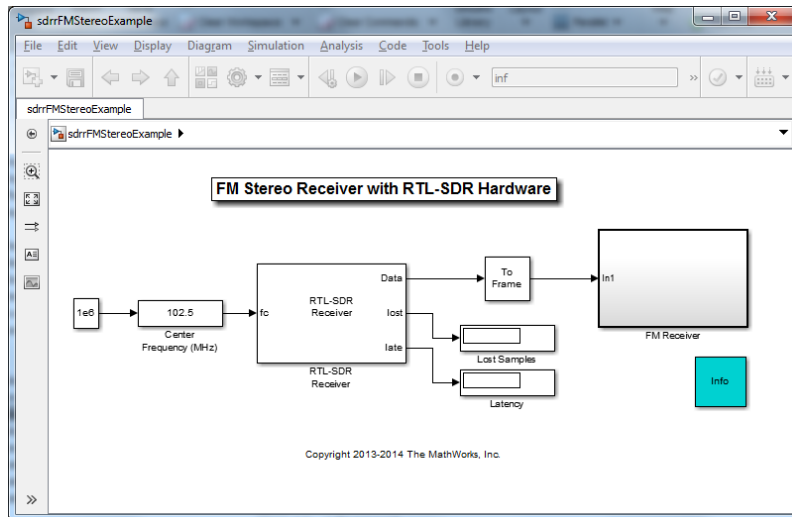 sdrrFMStereoExample
File Edit View Display Diagram Simulation Analysis Code Tools Help
inf
»
sdrrFMStereoExample
sdrrFMStereoExample
FM Stereo Receiver with RTL-SDR Hardware
1e6
102.5
Center
Frequency (MHz)
fc
RTL-SDR
Receiver
Data
lost
late
RTL-SDR
Receiver
To
Frame
In1
FM Receiver
Lost Samples
Latency
Info
Copyright 2013-2014 The MathWorks, Inc.
»